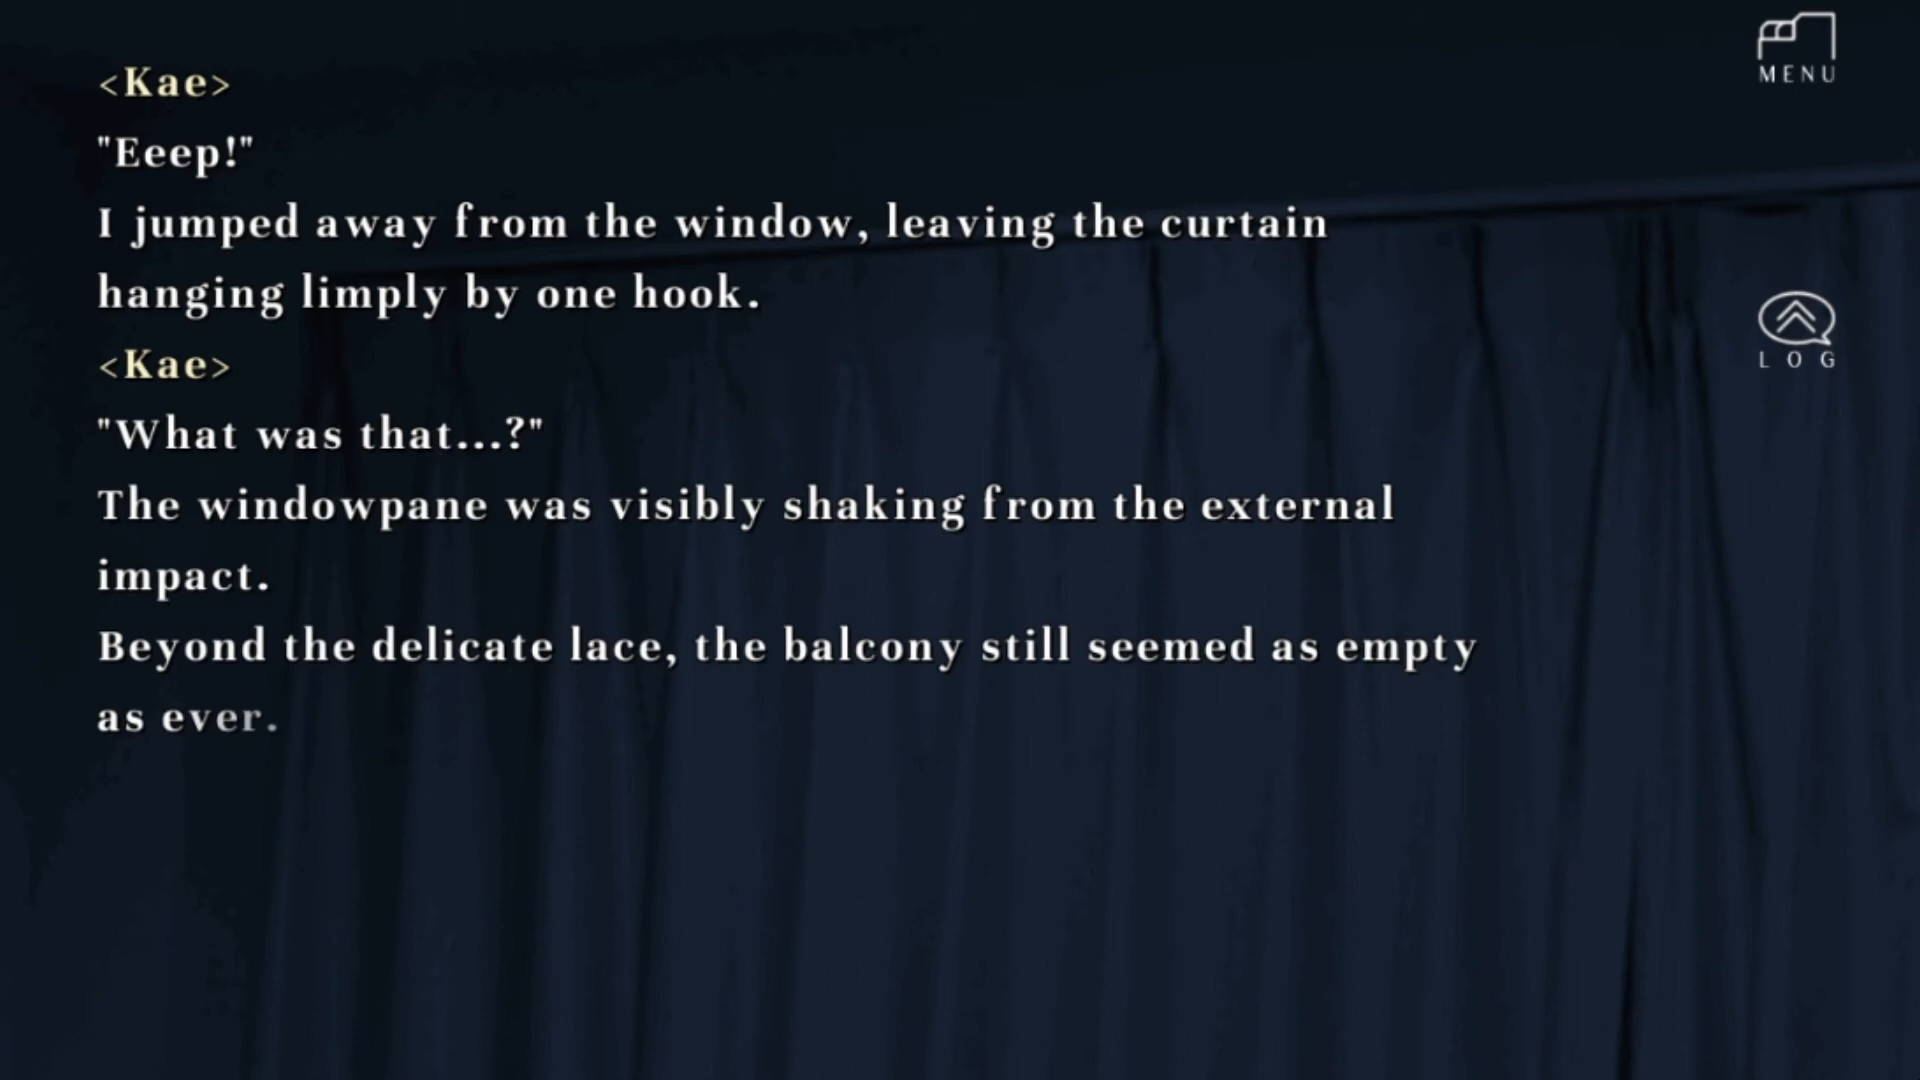 <Kae>
"Eeep!"
I jumped away from the window, leaving the curtain
hanging limply by one hook.
<Kae>
"What was that...?"
The windowpane was visibly shaking from the external
impact.
Beyond the delicate lace, the balcony still seemed as empty
as ever.
MENU
LOG